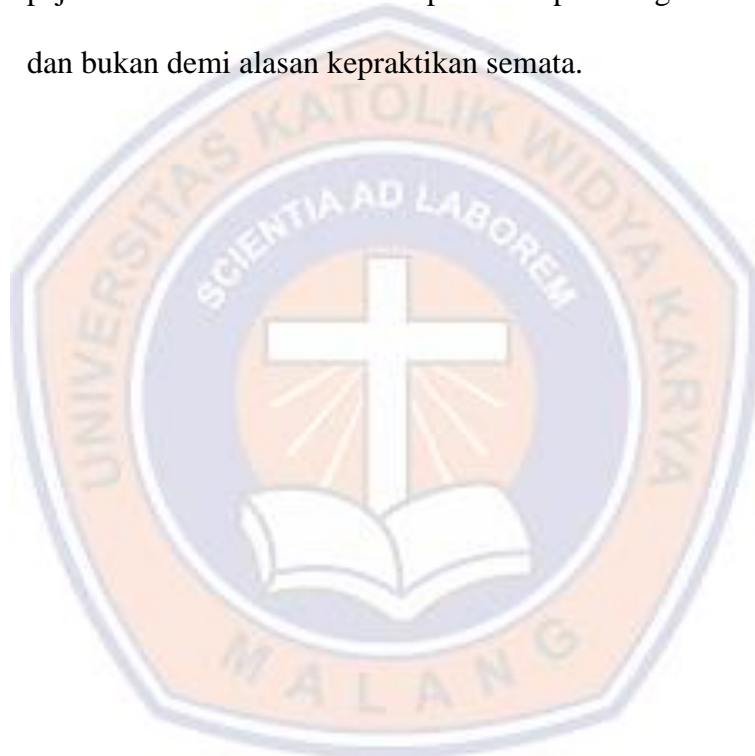 dan bukan demi alasan kepraktikan semata.
UNIVERSITAS KATOLIK WIDYA KARYA
SCIENTIA AD LABOREM
MALANG